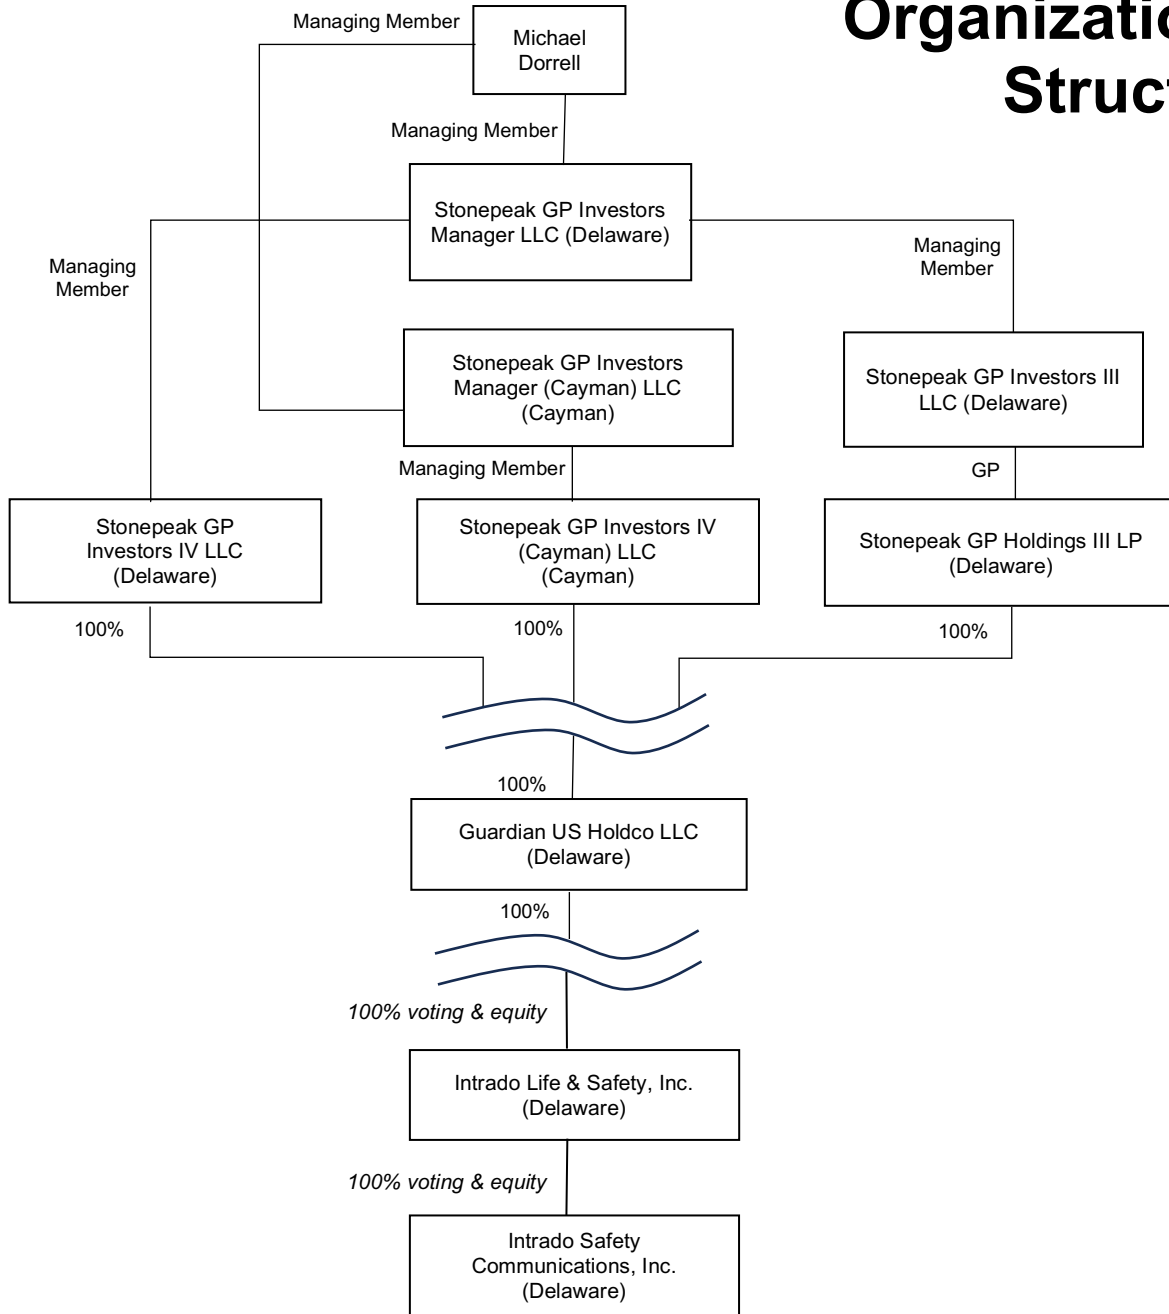 Organizatio
Struct
Managing Member
Michael
Dorrell
Managing Member
Stonepeak GP Investors
Manager LLC (Delaware)
Managing
Member
Managing
Member
Stonepeak GP Investors
Manager (Cayman) LLC
(Cayman)
Stonepeak GP Investors III
LLC (Delaware)
Managing Member
GP
Stonepeak GP
Investors IV LLC
(Delaware)
Stonepeak GP Investors IV
(Cayman) LLC
(Cayman)
Stonepeak GP Holdings III LP
(Delaware)
100%
100%
100%
100%
Guardian US Holdco LLC
(Delaware)
100%
100% voting & equity
Intrado Life & Safety, Inc.
(Delaware)
100% voting & equity
Intrado Safety
Communications, Inc.
(Delaware)